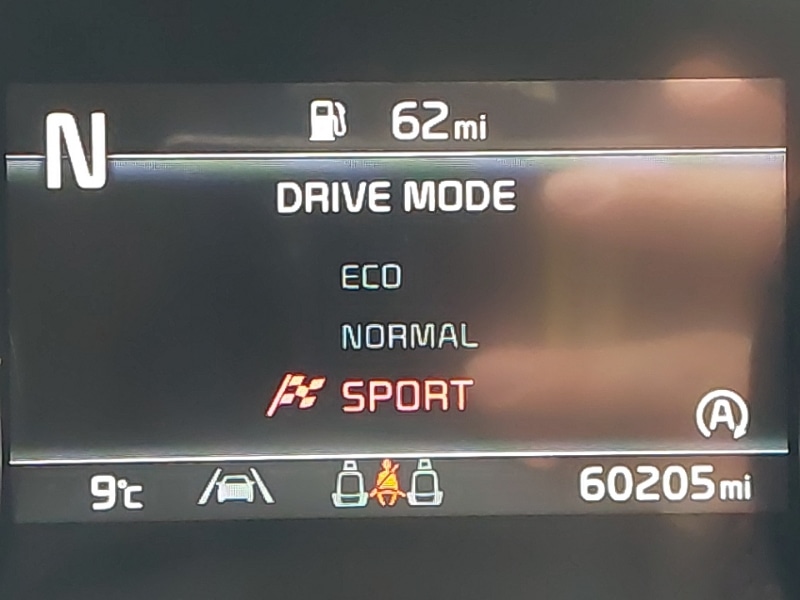 N
62mi
DRIVE MODE
ECO
NORMAL
SPORT
A
9°C
60205mi